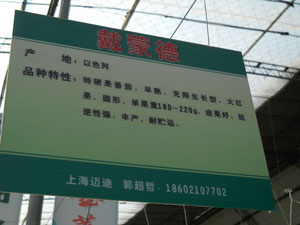 戴蒙德
产　地：以色列
品种特性：特硬果番茄，早熟，无限生长型，大红
果，圆形，单果重180～220g，座果好，抗
逆性强，丰产，耐贮运。
上海迈迪　郭超哲，18602107702